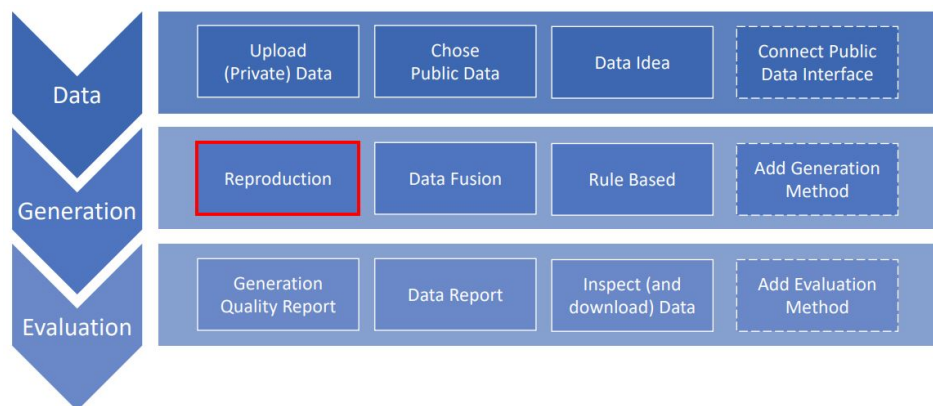 Data
Upload
(Private) Data
Chose
Public Data
Data Idea
Connect Public
Data Interface
Generation
Reproduction
Data Fusion
Rule Based
Add Generation
Method
Evaluation
Generation
Quality Report
Data Report
Inspect (and
download) Data
Add Evaluation
Method